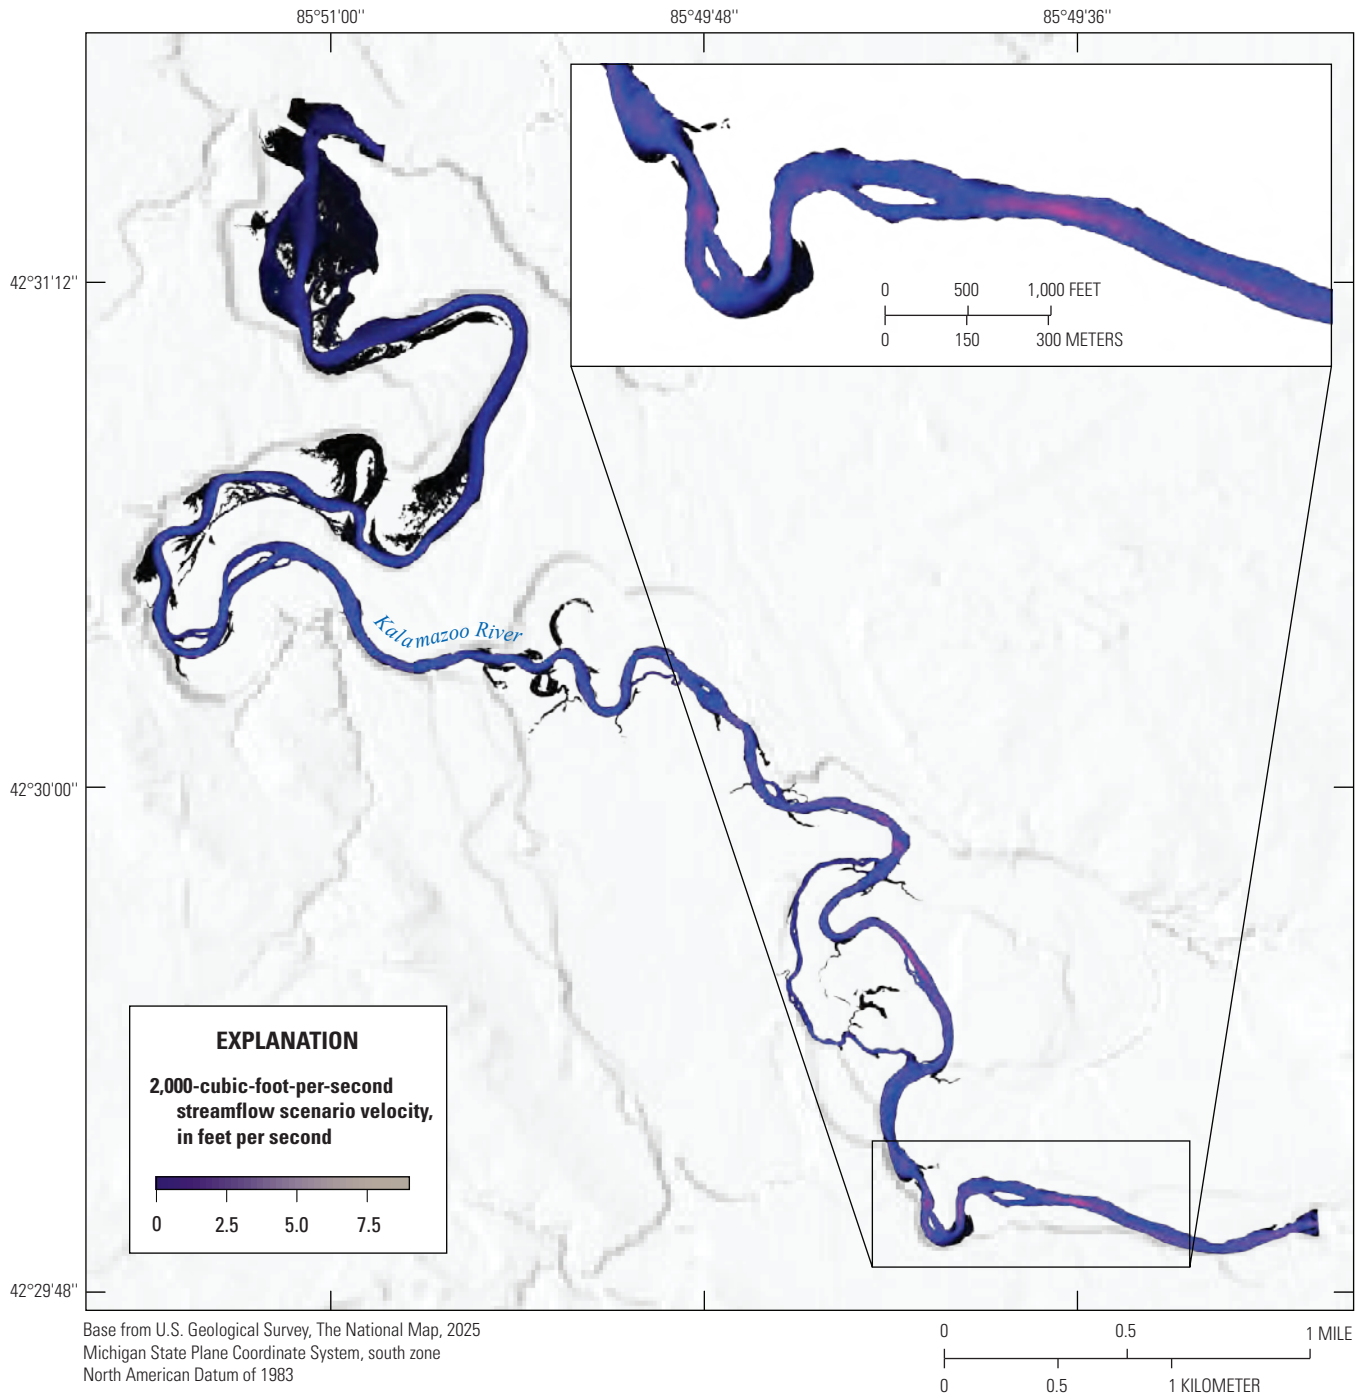 85°51'00"
85°49'48"
85°49'36"
0 500 1,000 FEET
0 150 300 METERS
42°31'12"
Kalamazoo River
42°30'00"
EXPLANATION
2,000-cubic-foot-per-second
streamflow scenario velocity,
in feet per second
0 2.5 5.0 7.5
42°29'48"
Base from U.S. Geological Survey, The National Map, 2025
Michigan State Plane Coordinate System, south zone
North American Datum of 1983
0 0.5 1 MILE
0 0.5 1 KILOMETER